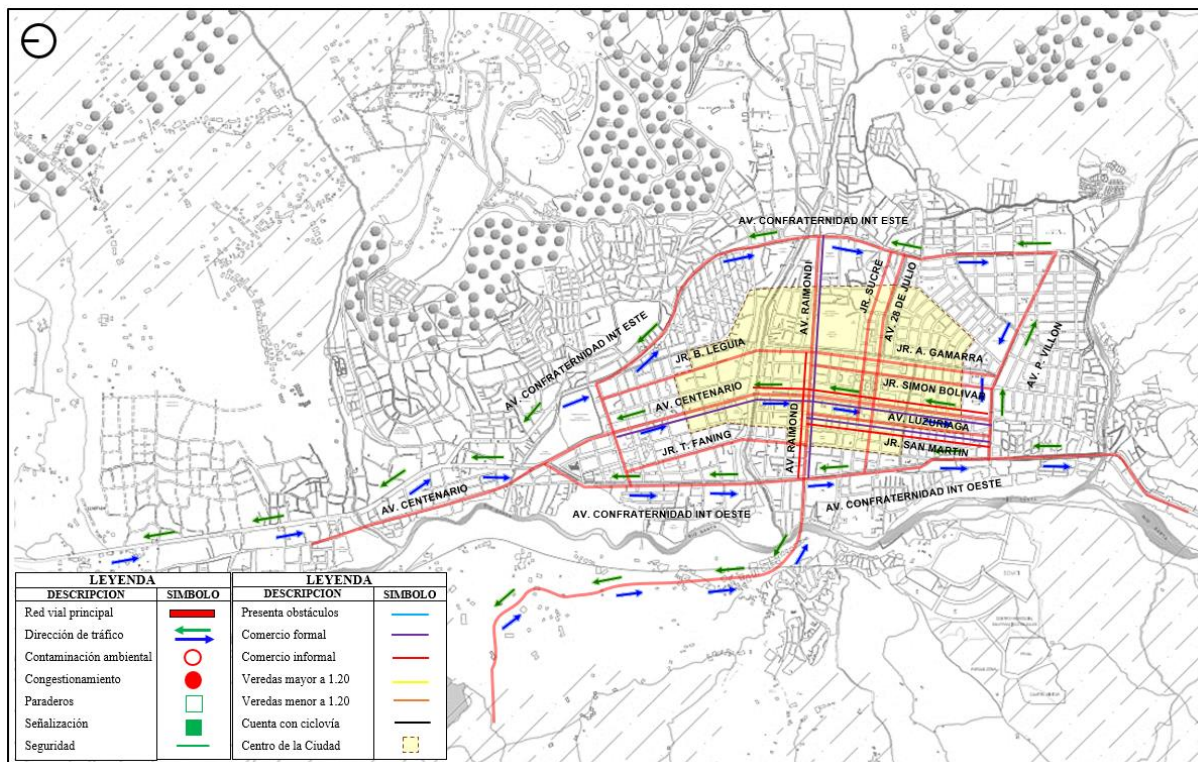 AV. CONFRATERNIDAD INT ESTE
AV. RAIMONDI
JR. SUCRE
AV. 28 DE JULIO
AV. CONFRATERNIDAD INT ESTE
JR. B. LEGUIA
JR. A. GAMARRA
AV. P. VILLON
AV. CENTENARIO
JR. SIMON BOLIVAR
AV. LUZURIAGA
AV. RAIMOND
JR. T. FANING
JR. SAN MARTIN
AV. CENTENARIO
AV. CONFRATERNIDAD INT OESTE
AV. CONFRATERNIDAD INT OESTE
LEYENDA
DESCRIPCION SIMBOLO
Red vial principal
Dirección de tráfico
Contaminación ambiental
Congestionamiento
Paraderos
Señalización
Seguridad
LEYENDA
DESCRIPCION SIMBOLO
Presenta obstáculos
Comercio formal
Comercio informal
Veredas mayor a 1.20
Veredas menor a 1.20
Cuenta con ciclovía
Centro de la Ciudad